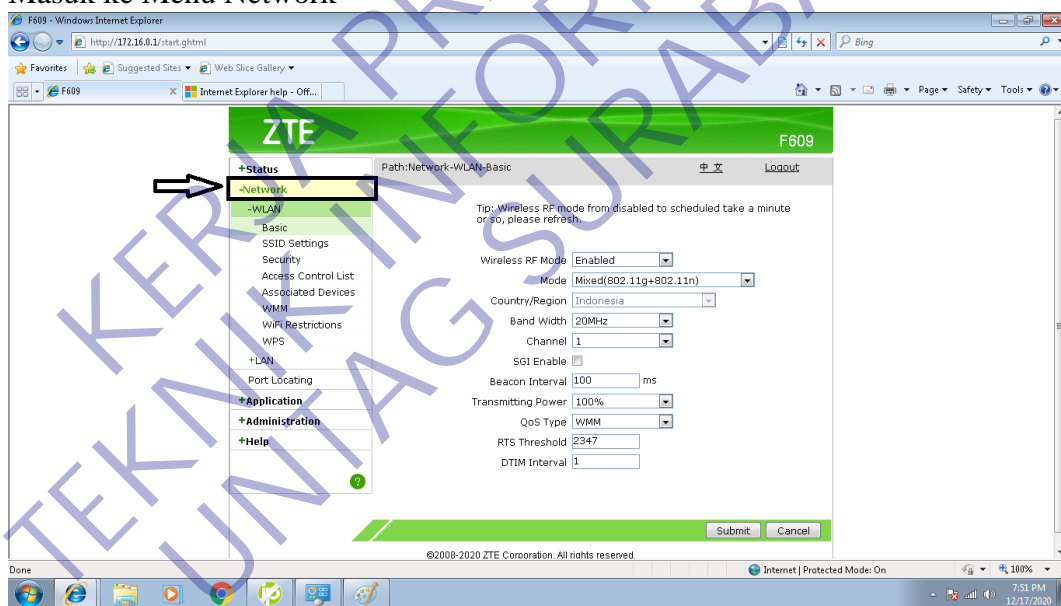 Masuk ke Menu Network
F609 - Windows Internet Explorer
http://172.16.0.1/start.ghtml
Bing
Favorites Suggested Sites Web Slice Gallery
F609
Internet Explorer help - Off...
Page Safety Tools
ZTE
F609
Path:Network-WLAN-Basic 中文 Logout
+Status
-Network
-WLAN
Basic
SSID Settings
Security
Access Control List
Associated Devices
WMM
WiFi Restrictions
WPS
+LAN
Port Locating
+Application
+Administration
+Help
Tip: Wireless RF mode from disabled to scheduled take a minute
or so, please refresh.
Wireless RF Mode Enabled
Mode Mixed(802.11g+802.11n)
Country/Region Indonesia
Band Width 20MHz
Channel 1
SGI Enable
Beacon Interval 100 ms
Transmitting Power 100%
QoS Type WMM
RTS Threshold 2347
DTIM Interval 1
Submit Cancel
©2008-2020 ZTE Corporation. All rights reserved.
Done
Internet | Protected Mode: On
100%
7:51 PM
12/17/2020
TEKNIK INFOR
UNTAG SURABA
KERJA PR